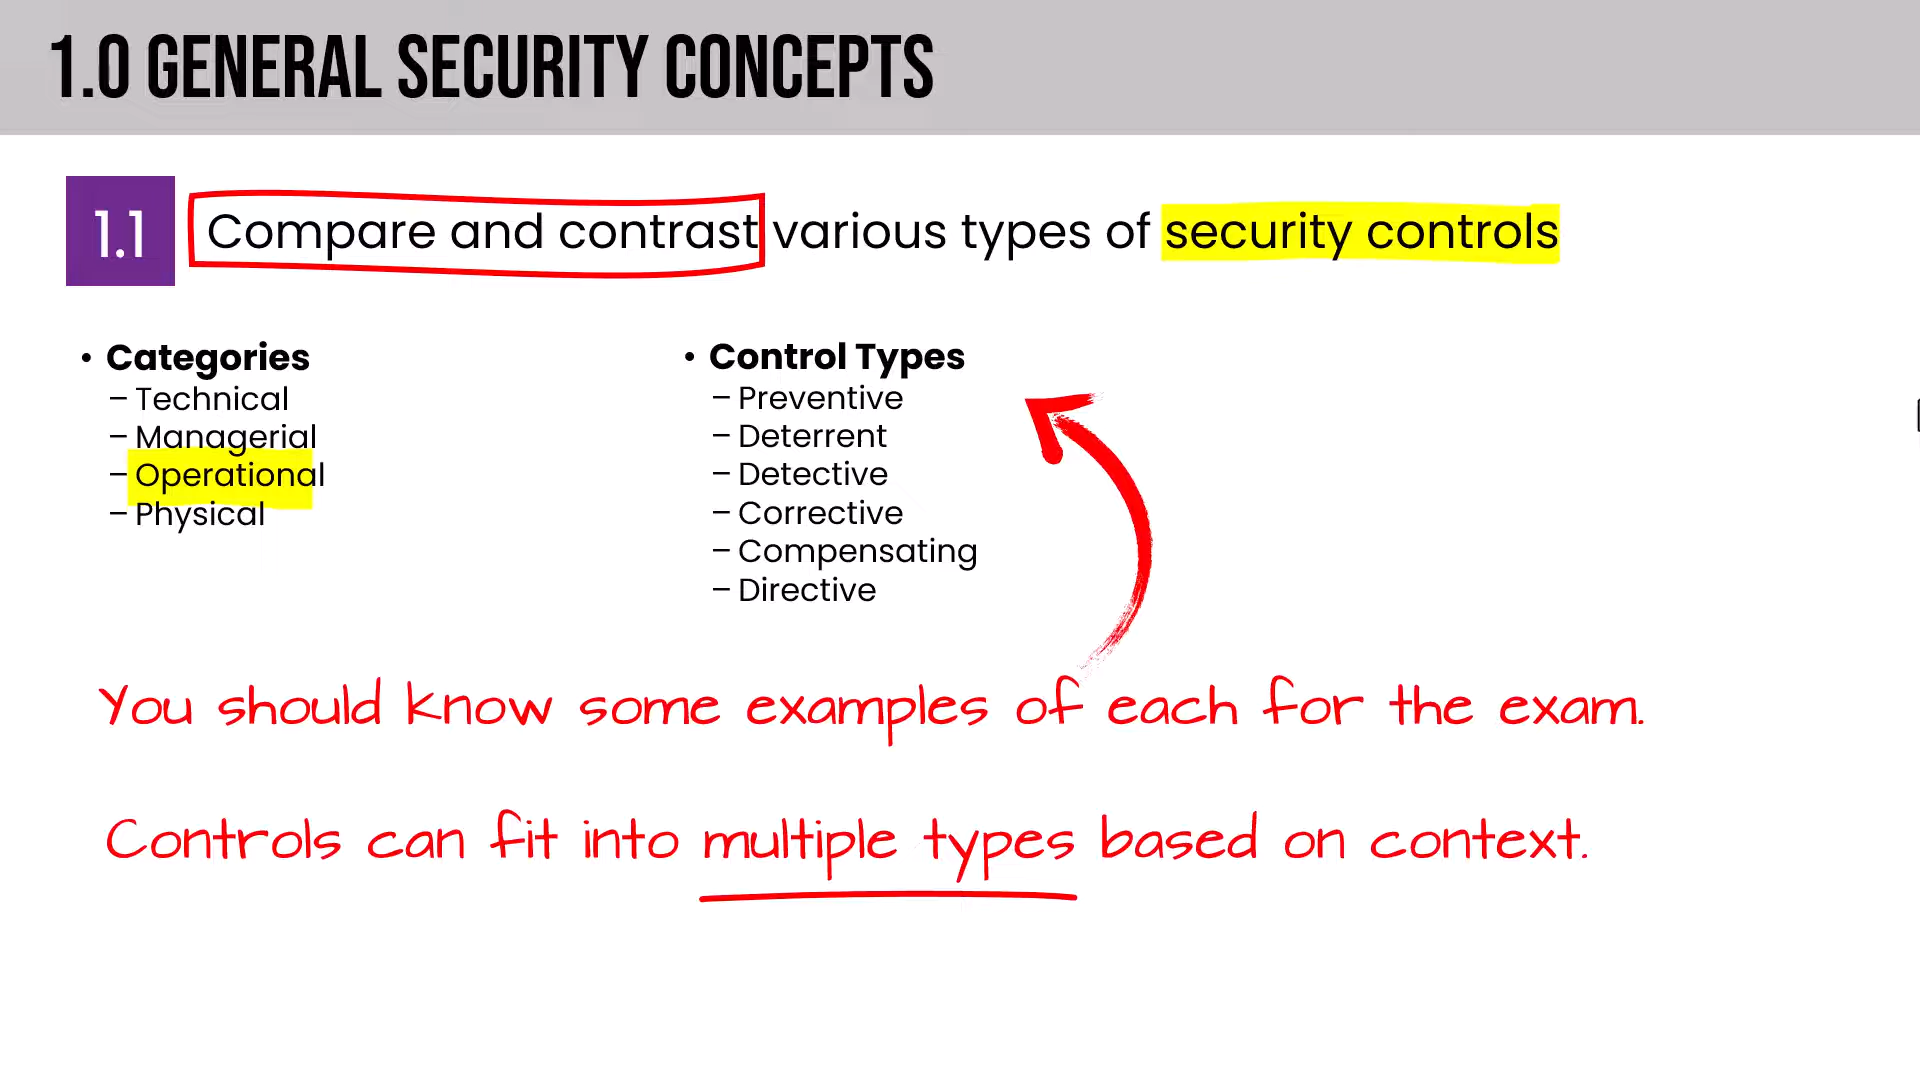 1.0 GENERAL SECURITY CONCEPTS
1.1 Compare and contrast various types of security controls
• Categories
– Technical
– Managerial
– Operational
– Physical
• Control Types
– Preventive
– Deterrent
– Detective
– Corrective
– Compensating
– Directive
You should know some examples of each for the exam.
Controls can fit into multiple types based on context.